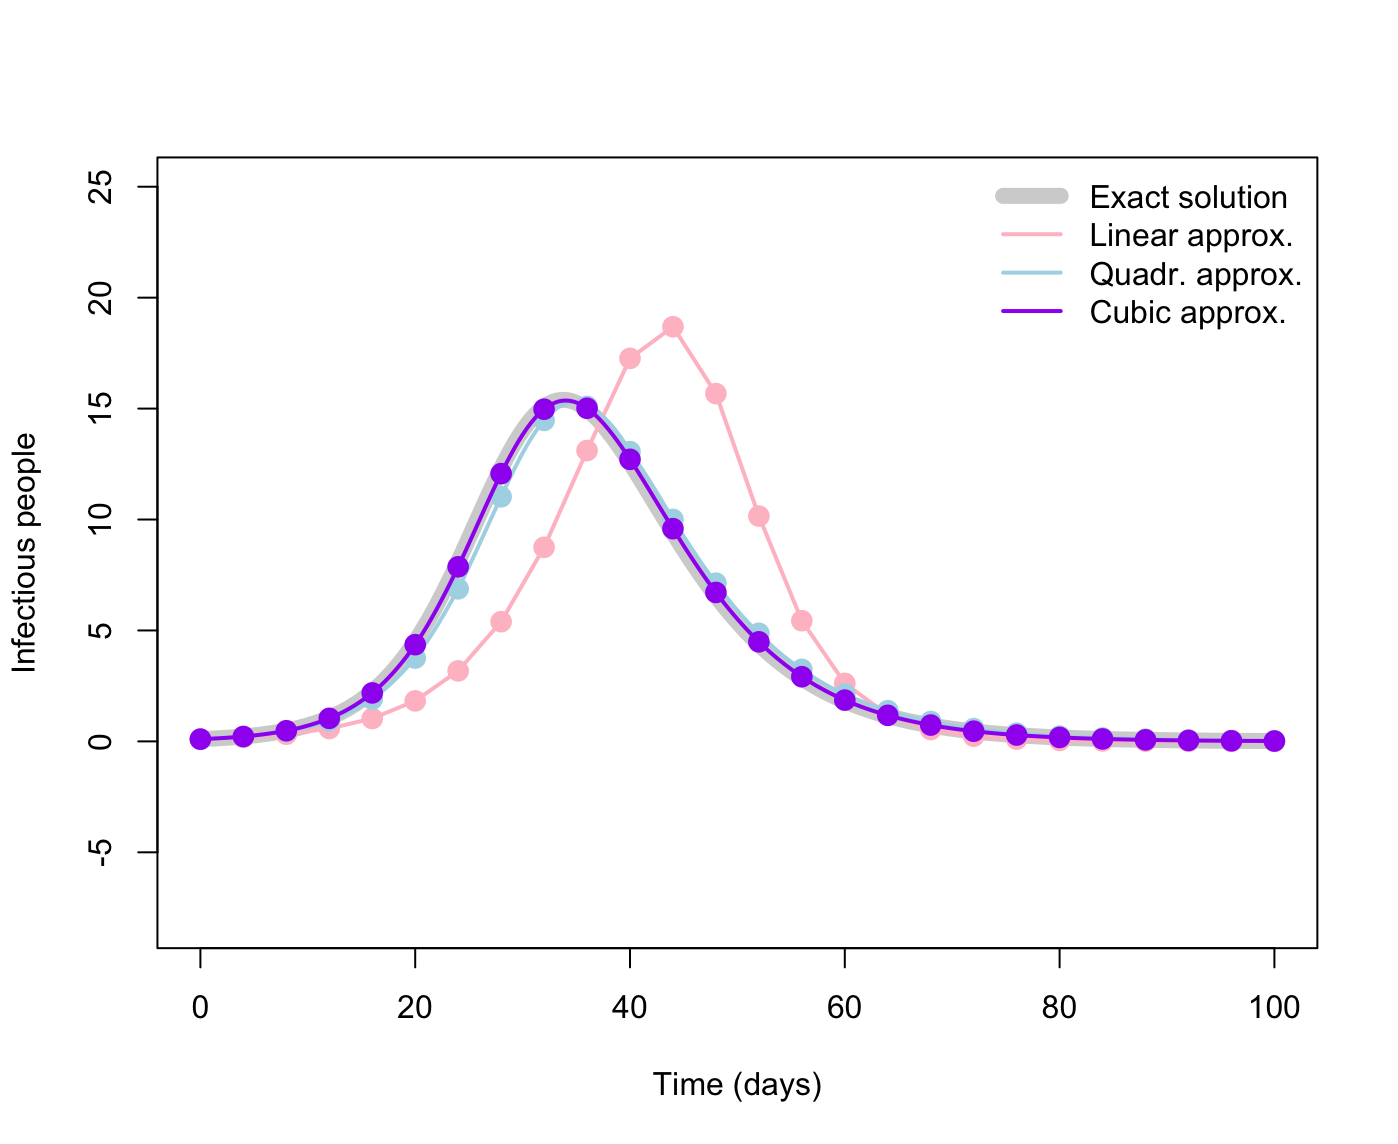 25
20
15
10
5
0
-5
Infectious people
Exact solution
Linear approx.
Quadr. approx.
Cubic approx.
0 20 40 60 80 100
Time (days)